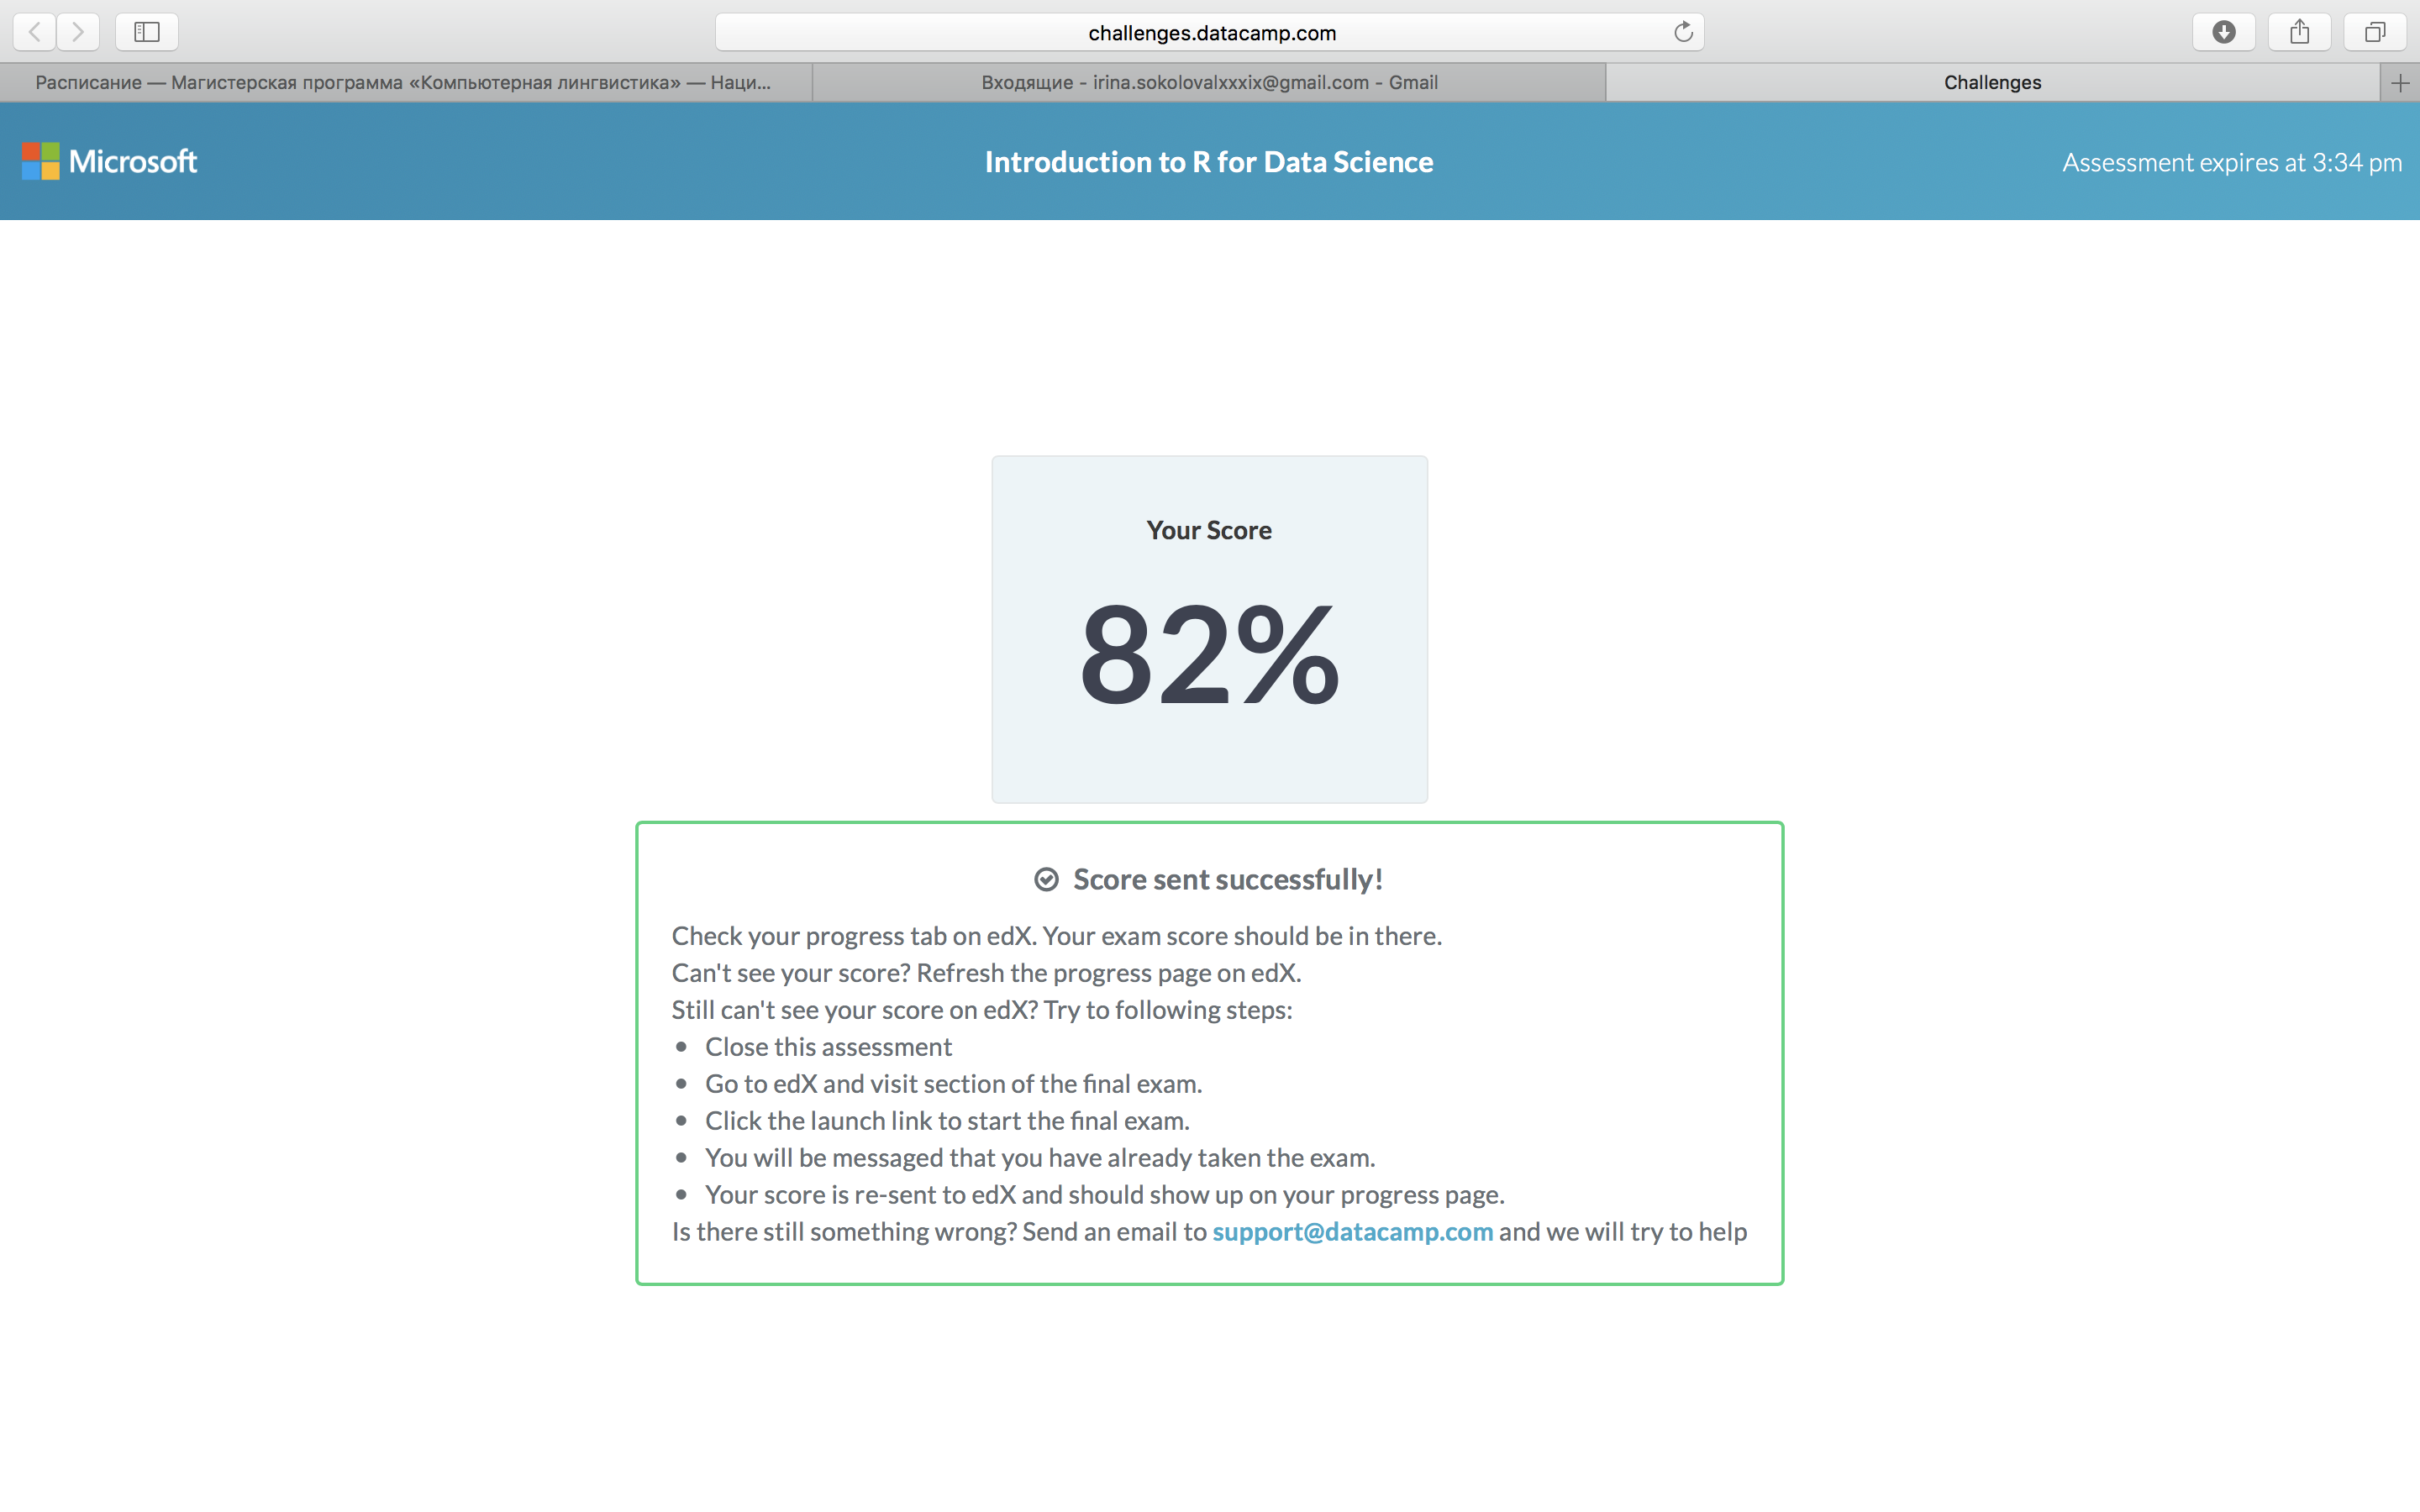 challenges.datacamp.com
Расписание — Магистерская программа «Компьютерная лингвистика» — Наци...
Входящие - irina.sokolovalxxxix@gmail.com - Gmail
Challenges
Microsoft
Introduction to R for Data Science
Assessment expires at 3:34 pm
Your Score
82%
Score sent successfully!
Check your progress tab on edX. Your exam score should be in there.
Can't see your score? Refresh the progress page on edX.
Still can't see your score on edX? Try to following steps:
• Close this assessment
• Go to edX and visit section of the final exam.
• Click the launch link to start the final exam.
• You will be messaged that you have already taken the exam.
• Your score is re-sent to edX and should show up on your progress page.
Is there still something wrong? Send an email to support@datacamp.com and we will try to help